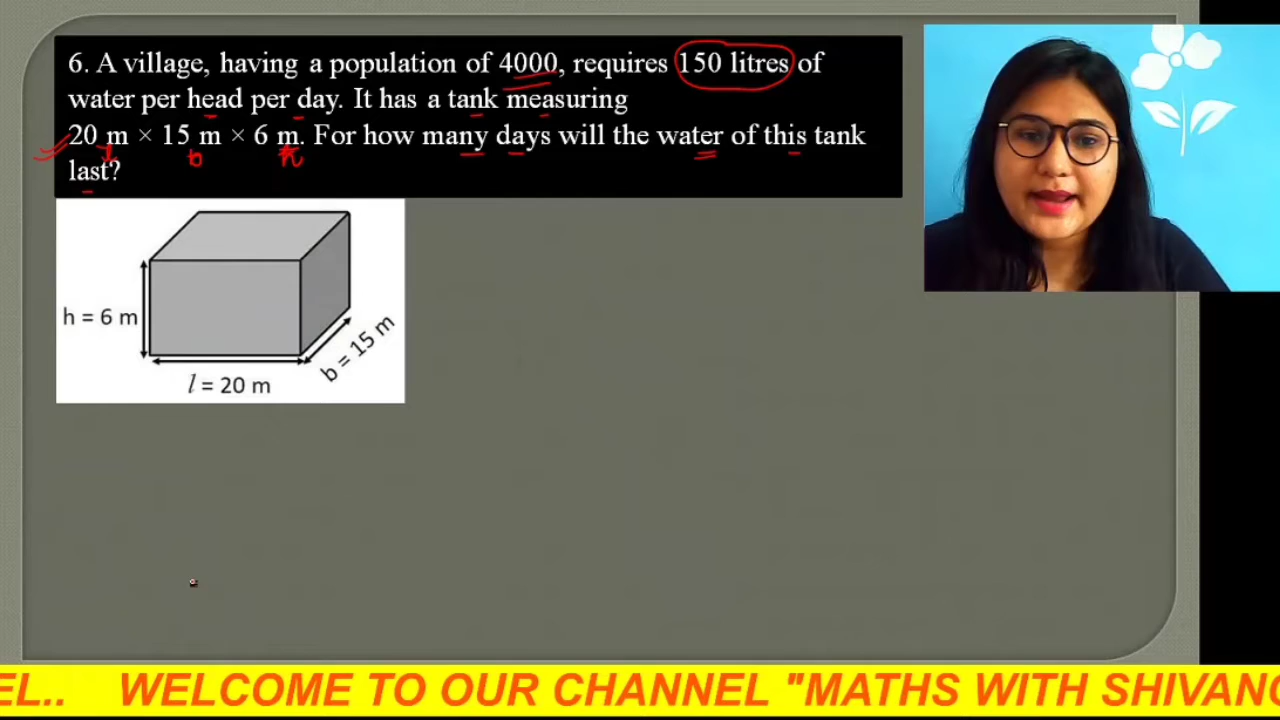 6. A village, having a population of 4000, requires 150 litres of
water per head per day. It has a tank measuring
20 m × 15 m × 6 m. For how many days will the water of this tank
l b h
last?
h = 6 m
b = 15 m
l = 20 m
EL.. WELCOME TO OUR CHANNEL "MATHS WITH SHIVANG